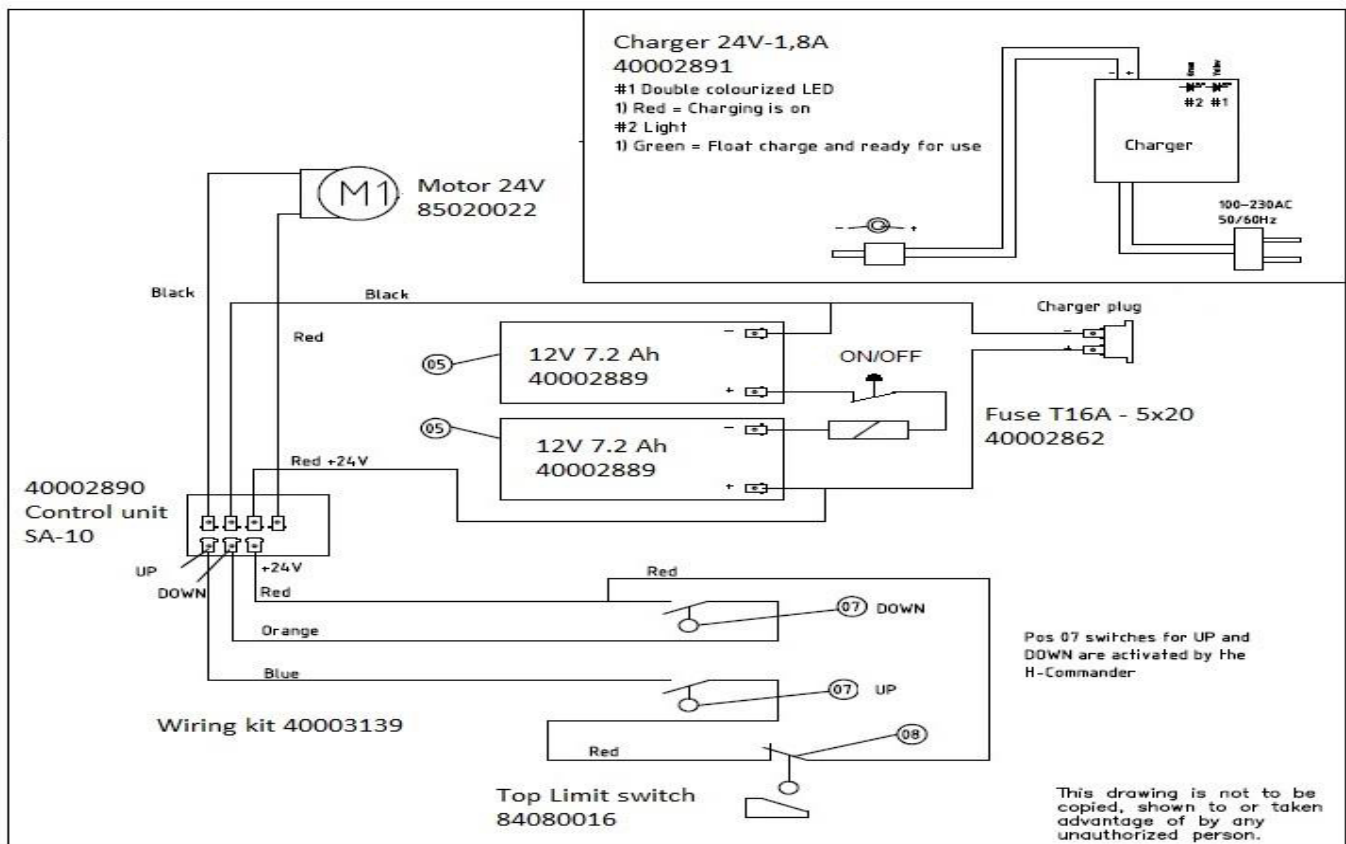 Charger 24V-1,8A
40002891
#1 Double colourized LED
1) Red = Charging is on
#2 Light
1) Green = Float charge and ready for use
- +
#2 #1
Charger
100-230AC
50/60Hz
- +
M1
Motor 24V
85020022
Black
Black
Red
Charger plug
-
+
05
12V 7.2 Ah
40002889
-
+
ON/OFF
Fuse T16A - 5x20
40002862
05
12V 7.2 Ah
40002889
-
+
Red +24V
40002890
Control unit
SA-10
UP
DOWN
+24V
Red
Red
07 DOWN
Orange
Pos 07 switches for UP and
DOWN are activated by the
H-Commander
Blue
07 UP
Wiring kit 40003139
Red
08
Top Limit switch
84080016
This drawing is not to be
copied, shown to or taken
advantage of by any
unauthorized person.